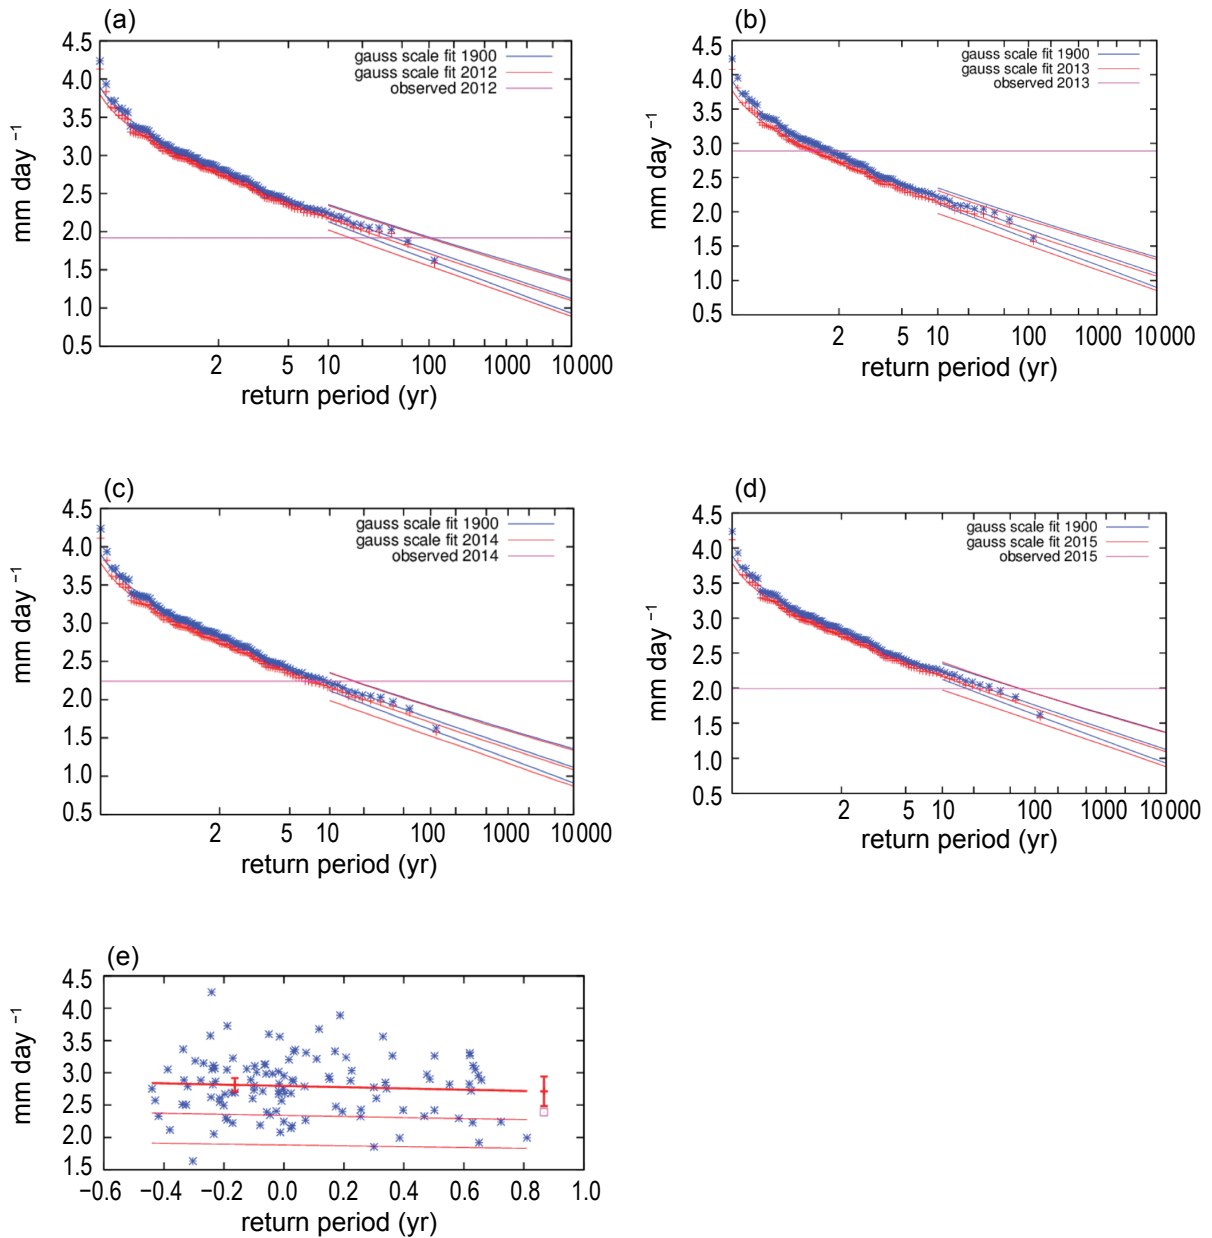 (a)
4.5
4.0
3.5
3.0
2.5
2.0
1.5
1.0
0.5
mm day −1
gauss scale fit 1900
gauss scale fit 2012
observed 2012
2 5 10 100 1000 10000
return period (yr)
(b)
4.5
4.0
3.5
3.0
2.5
2.0
1.5
1.0
0.5
mm day −1
gauss scale fit 1900
gauss scale fit 2013
observed 2013
2 5 10 100 1000 10000
return period (yr)
(c)
4.5
4.0
3.5
3.0
2.5
2.0
1.5
1.0
0.5
mm day −1
gauss scale fit 1900
gauss scale fit 2014
observed 2014
2 5 10 100 1000 10000
return period (yr)
(d)
4.5
4.0
3.5
3.0
2.5
2.0
1.5
1.0
0.5
mm day −1
gauss scale fit 1900
gauss scale fit 2015
observed 2015
2 5 10 100 1000 10000
return period (yr)
(e)
4.5
4.0
3.5
3.0
2.5
2.0
1.5
mm day −1
−0.6 −0.4 −0.2 0.0 0.2 0.4 0.6 0.8 1.0
return period (yr)